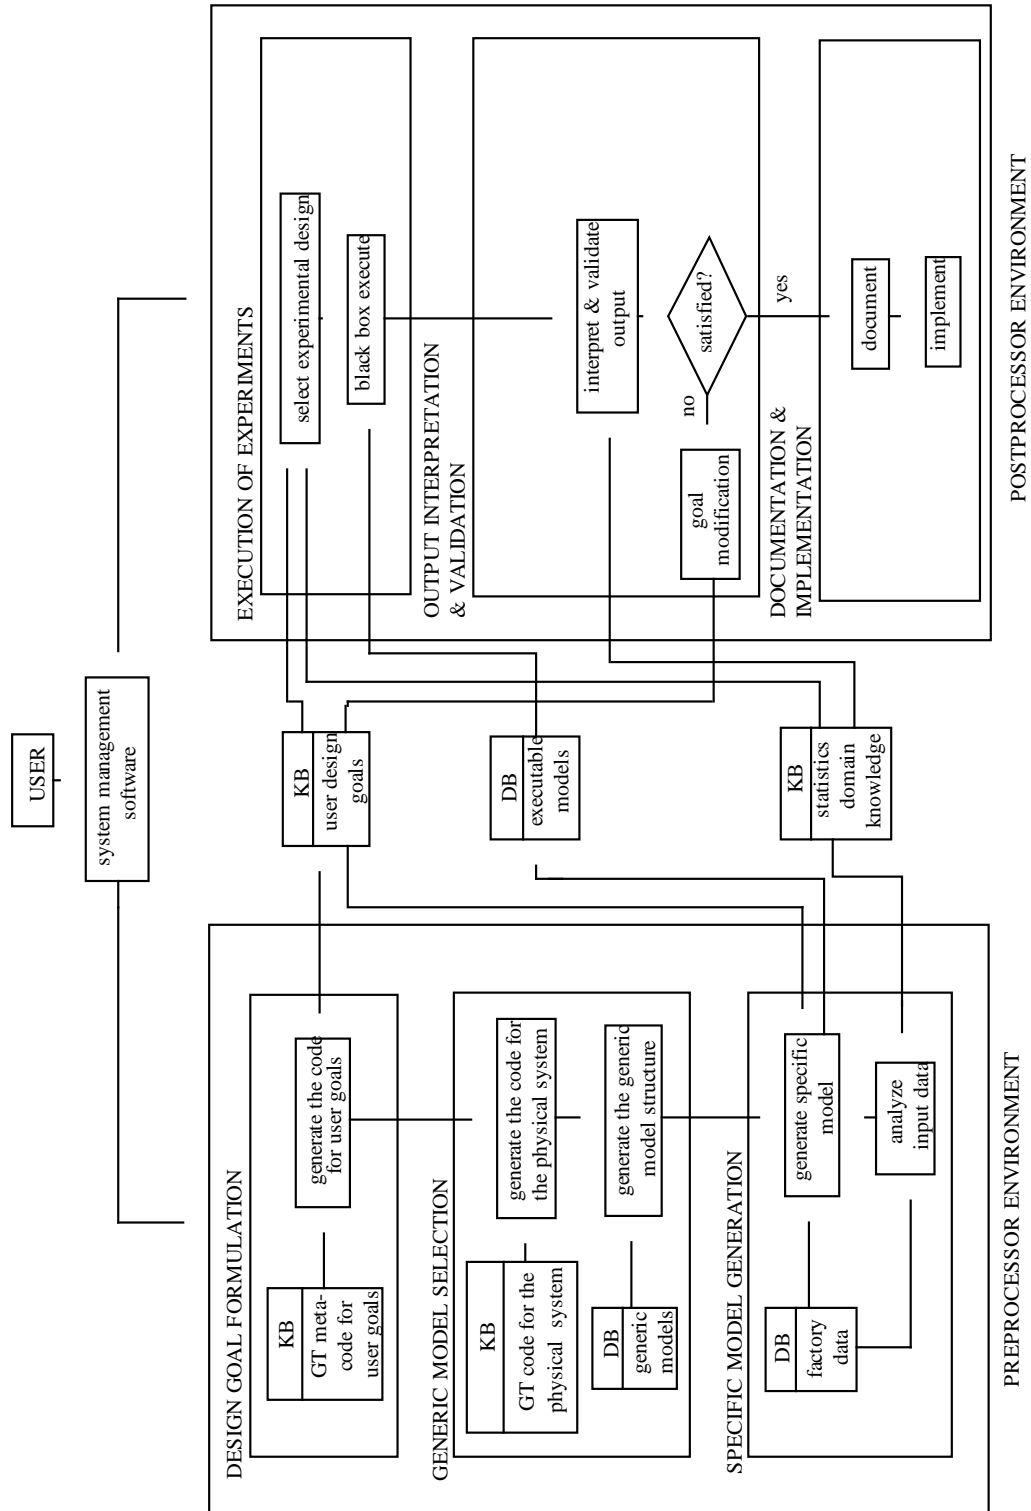 USER
system management
software
DESIGN GOAL FORMULATION
KB
GT meta-
code for
user goals
generate the code
for user goals
GENERIC MODEL SELECTION
KB
GT code for the
physical system
generate the code for
the physical system
DB
generic
models
generate the generic
model structure
SPECIFIC MODEL GENERATION
DB
factory
data
generate specific
model
analyze
input data
PREPROCESSOR ENVIRONMENT
KB
user design
goals
DB
executable
models
KB
statistics
domain
knowledge
EXECUTION OF EXPERIMENTS
select experimental design
black box execute
OUTPUT INTERPRETATION
& VALIDATION
interpret & validate
output
satisfied?
no
yes
goal
modification
DOCUMENTATION &
IMPLEMENTATION
document
implement
POSTPROCESSOR ENVIRONMENT